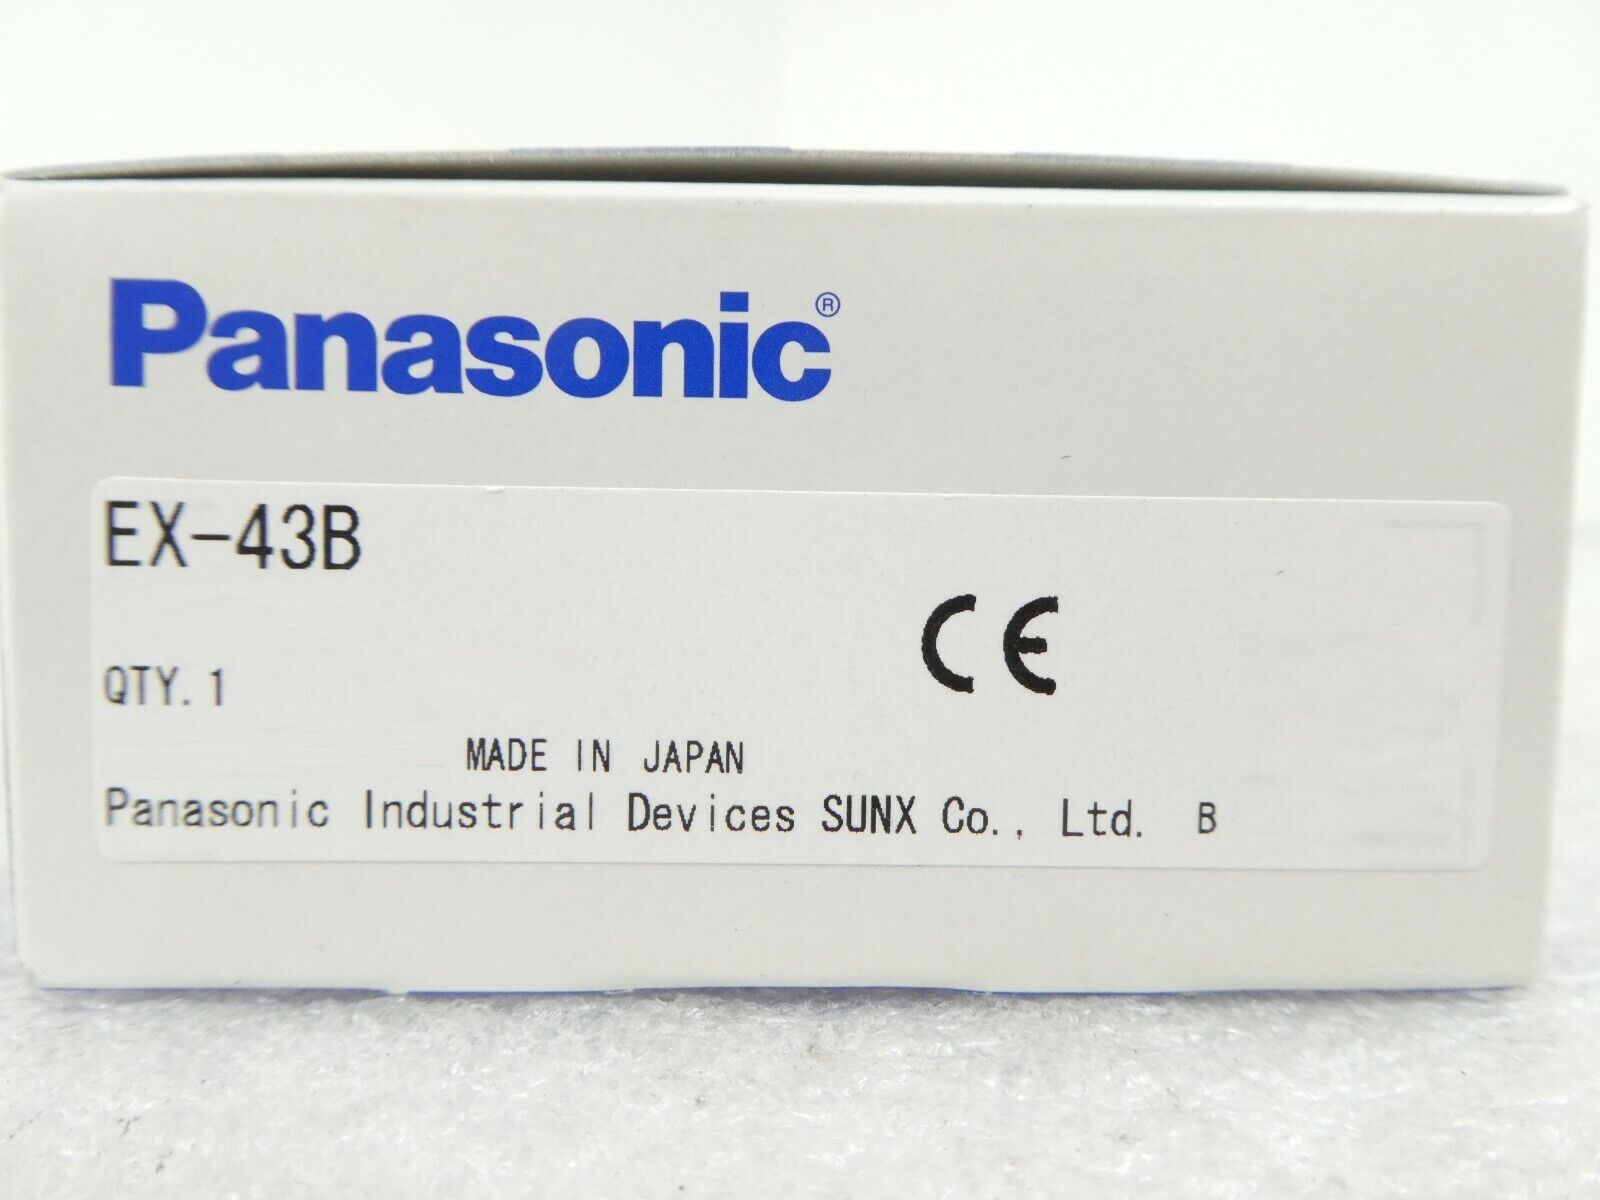 Panasonic®
EX-43B
CE
QTY. 1
MADE IN JAPAN
Panasonic Industrial Devices SUNX Co., Ltd. B